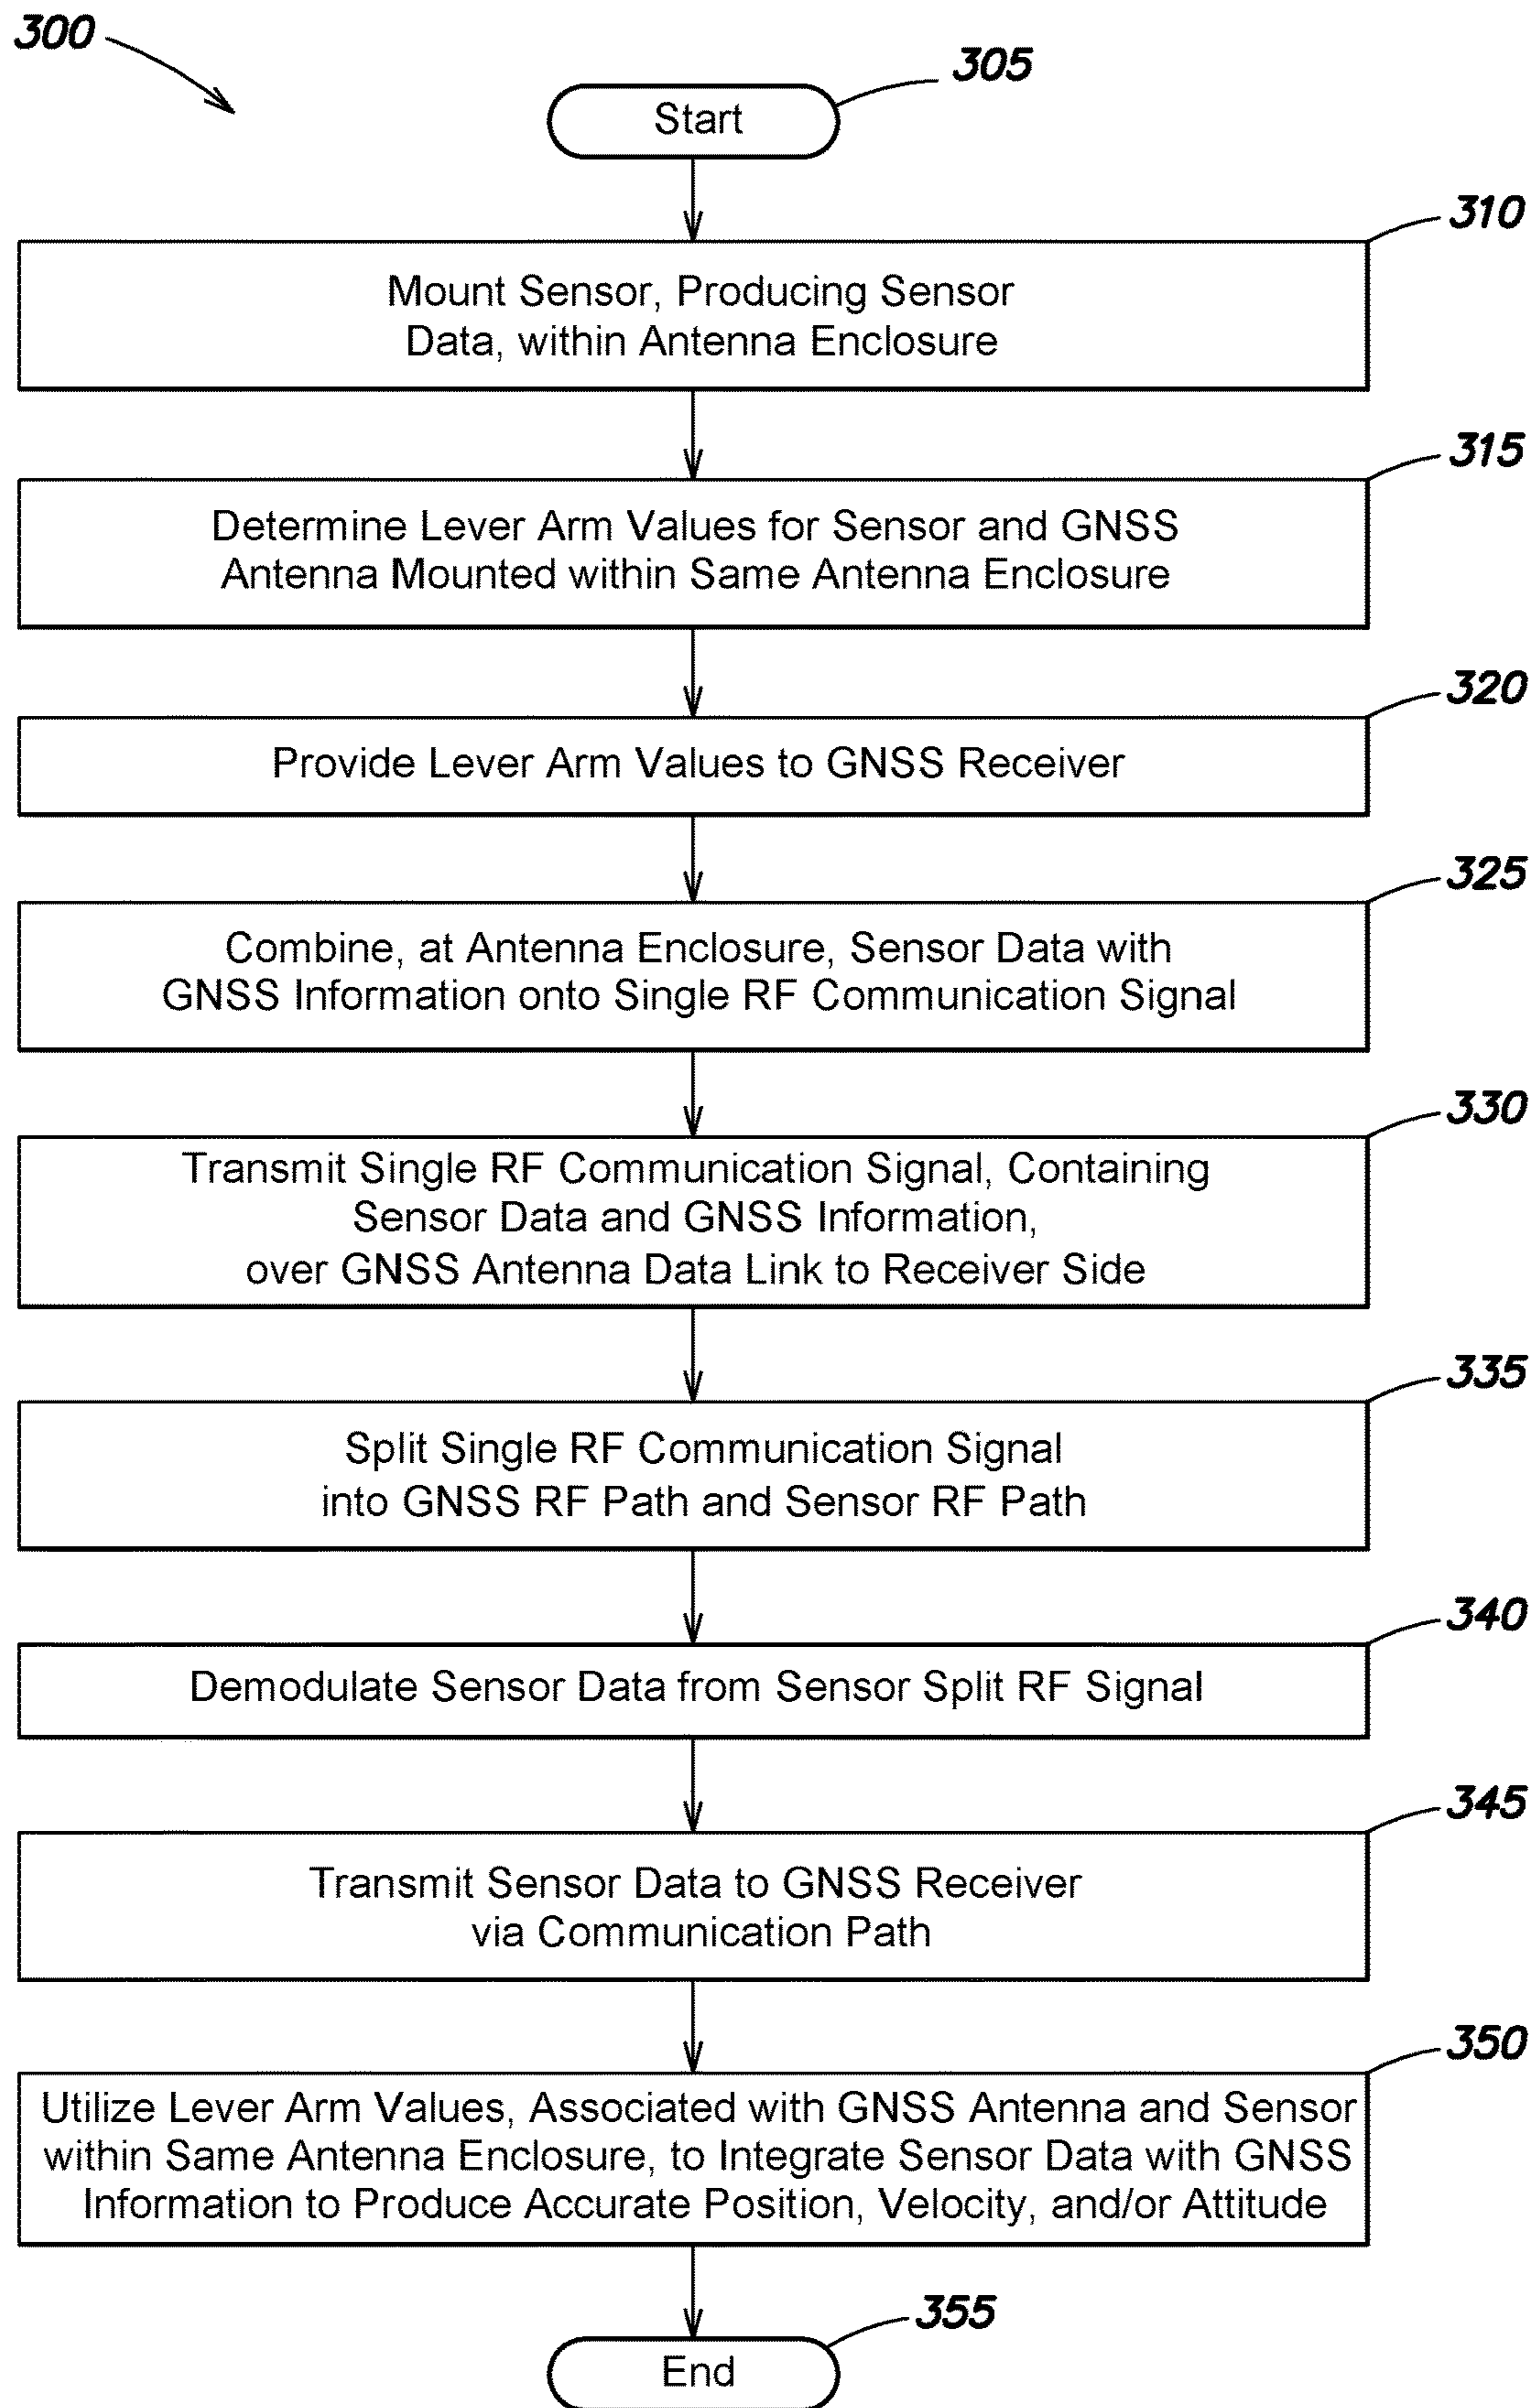 300
305
Start
310
Mount Sensor, Producing Sensor
Data, within Antenna Enclosure
315
Determine Lever Arm Values for Sensor and GNSS
Antenna Mounted within Same Antenna Enclosure
320
Provide Lever Arm Values to GNSS Receiver
325
Combine, at Antenna Enclosure, Sensor Data with
GNSS Information onto Single RF Communication Signal
330
Transmit Single RF Communication Signal, Containing
Sensor Data and GNSS Information,
over GNSS Antenna Data Link to Receiver Side
335
Split Single RF Communication Signal
into GNSS RF Path and Sensor RF Path
340
Demodulate Sensor Data from Sensor Split RF Signal
345
Transmit Sensor Data to GNSS Receiver
via Communication Path
350
Utilize Lever Arm Values, Associated with GNSS Antenna and Sensor
within Same Antenna Enclosure, to Integrate Sensor Data with GNSS
Information to Produce Accurate Position, Velocity, and/or Attitude
355
End